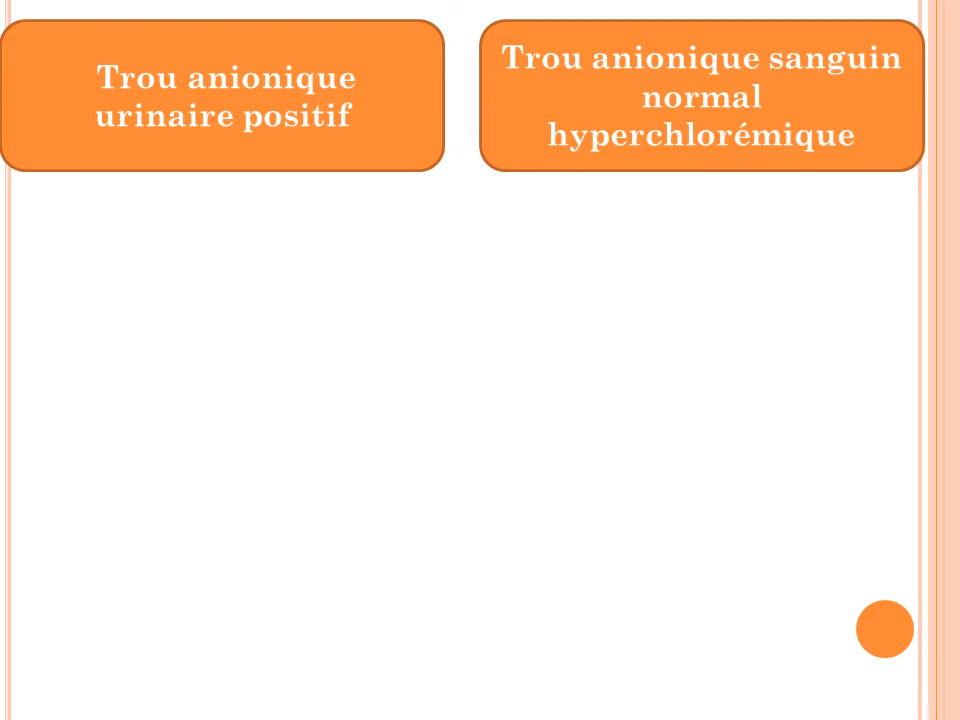 Trou anionique
urinaire positif
Trou anionique sanguin
normal
hyperchlorémique